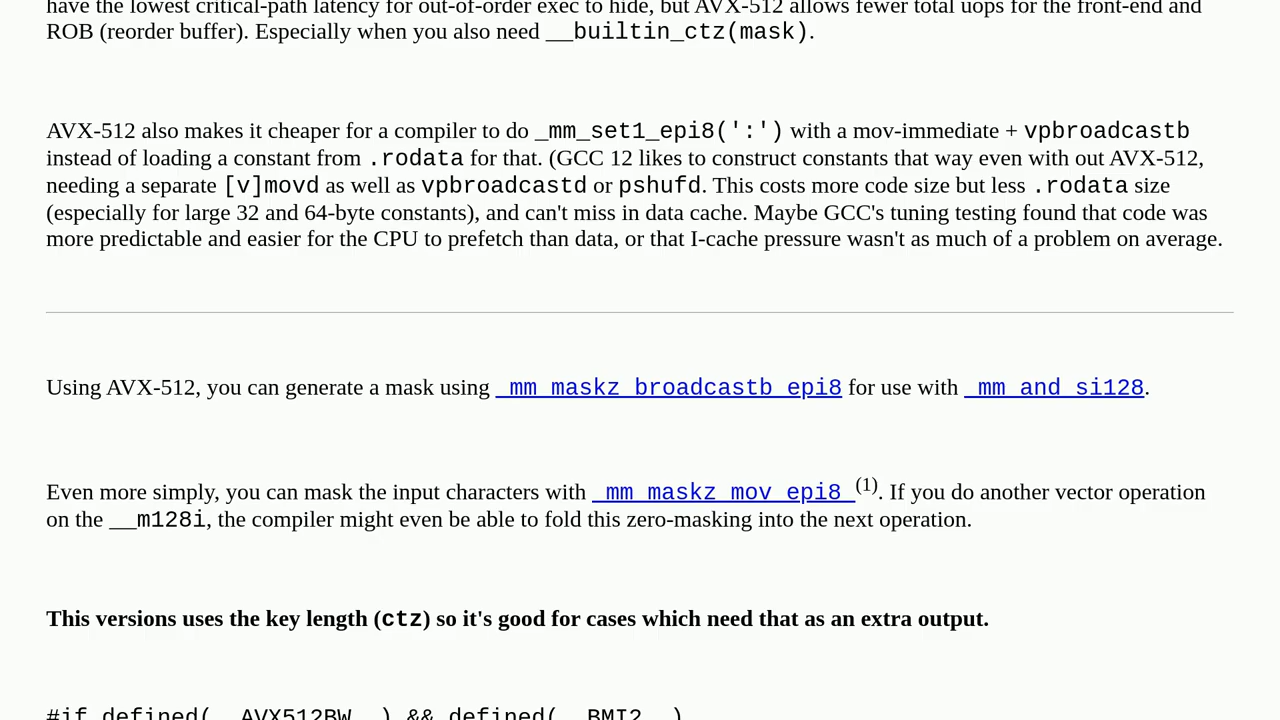 have the lowest critical-path latency for out-of-order exec to hide, but AVX-512 allows fewer total uops for the front-end and
ROB (reorder buffer). Especially when you also need __builtin_ctz(mask).
AVX-512 also makes it cheaper for a compiler to do _mm_set1_epi8(':') with a mov-immediate + vpbroadcastb
instead of loading a constant from .rodata for that. (GCC 12 likes to construct constants that way even with out AVX-512,
needing a separate [v]movd as well as vpbroadcastd or pshufd. This costs more code size but less .rodata size
(especially for large 32 and 64-byte constants), and can't miss in data cache. Maybe GCC's tuning testing found that code was
more predictable and easier for the CPU to prefetch than data, or that I-cache pressure wasn't as much of a problem on average.
Using AVX-512, you can generate a mask using _mm_maskz_broadcastb_epi8 for use with _mm_and_si128.
Even more simply, you can mask the input characters with _mm_maskz_mov_epi8 (1). If you do another vector operation
on the __m128i, the compiler might even be able to fold this zero-masking into the next operation.
This versions uses the key length (ctz) so it's good for cases which need that as an extra output.
#if defined(__AVX512BW__) && defined(__BMI2__)